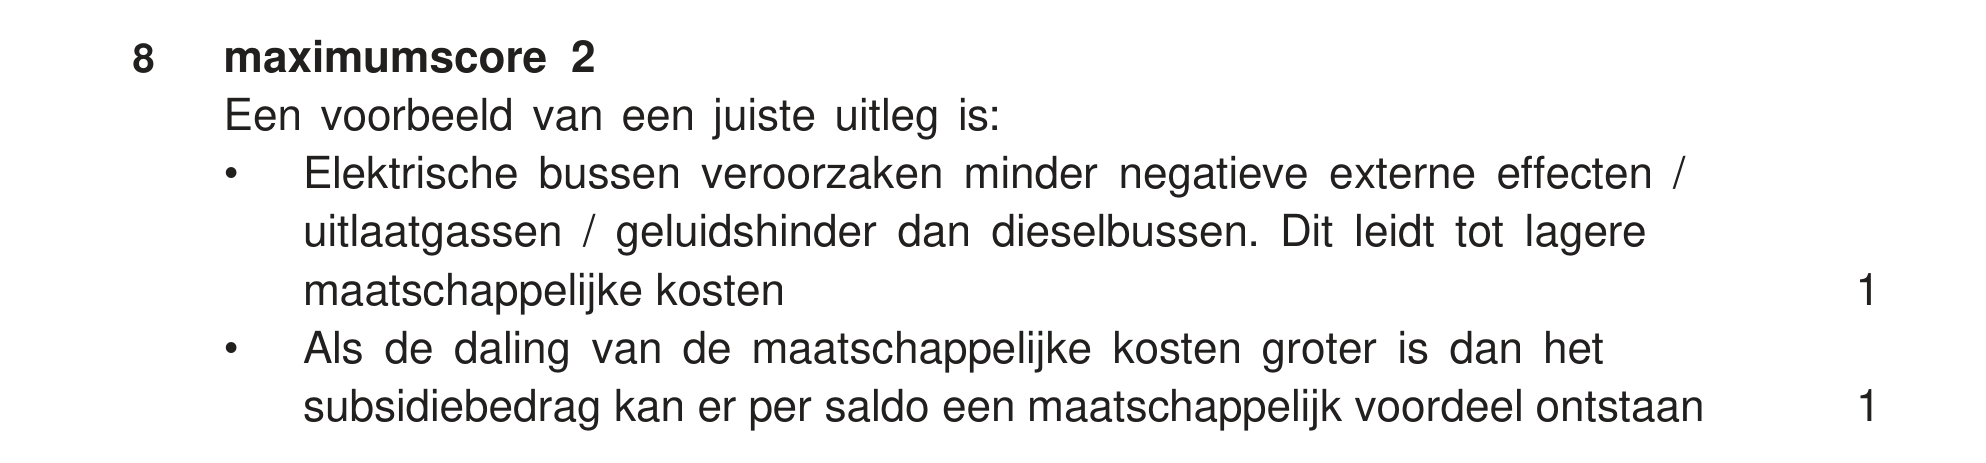 8 maximumscore 2
Een voorbeeld van een juiste uitleg is:
• Elektrische bussen veroorzaken minder negatieve externe effecten /
uitlaatgassen / geluidshinder dan dieselbussen. Dit leidt tot lagere
maatschappelijke kosten 1
• Als de daling van de maatschappelijke kosten groter is dan het
subsidiebedrag kan er per saldo een maatschappelijk voordeel ontstaan 1